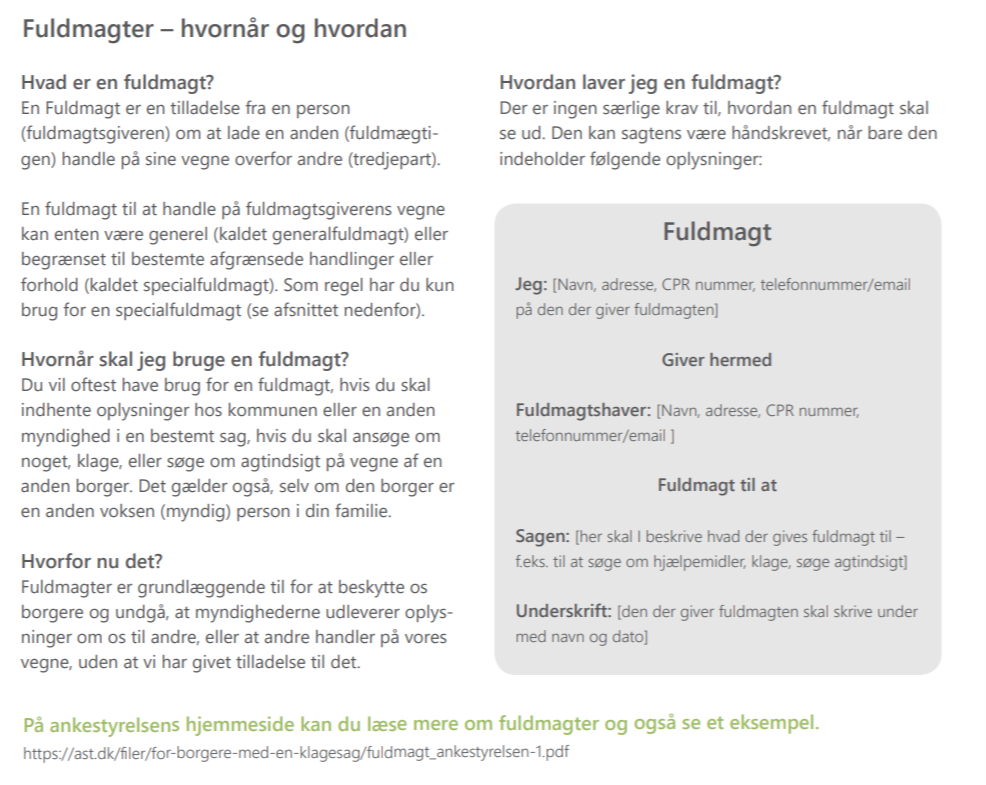 Fuldmagter – hvornår og hvordan
Hvad er en fuldmagt?
En Fuldmagt er en tilladelse fra en person
(fuldmagtsgiveren) om at lade en anden (fuldmægti-
gen) handle på sine vegne overfor andre (tredjepart).
En fuldmagt til at handle på fuldmagtsgiverens vegne
kan enten være generel (kaldet generalfuldmagt) eller
begrænset til bestemte afgrænsede handlinger eller
forhold (kaldet specialfuldmagt). Som regel har du kun
brug for en specialfuldmagt (se afsnittet nedenfor).
Hvornår skal jeg bruge en fuldmagt?
Du vil oftest have brug for en fuldmagt, hvis du skal
indhente oplysninger hos kommunen eller en anden
myndighed i en bestemt sag, hvis du skal ansøge om
noget, klage, eller søge om agtindsigt på vegne af en
anden borger. Det gælder også, selv om den borger er
en anden voksen (myndig) person i din familie.
Hvorfor nu det?
Fuldmagter er grundlæggende til for at beskytte os
borgere og undgå, at myndighederne udleverer oplys-
ninger om os til andre, eller at andre handler på vores
vegne, uden at vi har givet tilladelse til det.
Hvordan laver jeg en fuldmagt?
Der er ingen særlige krav til, hvordan en fuldmagt skal
se ud. Den kan sagtens være håndskrevet, når bare den
indeholder følgende oplysninger:
Fuldmagt
Jeg: [Navn, adresse, CPR nummer, telefonnummer/email
på den der giver fuldmagten]
Giver hermed
Fuldmagtshaver: [Navn, adresse, CPR nummer,
telefonnummer/email ]
Fuldmagt til at
Sagen: [her skal I beskrive hvad der gives fuldmagt til –
f.eks. til at søge om hjælpemidler, klage, søge agtindsigt]
Underskrift: [den der giver fuldmagten skal skrive under
med navn og dato]
På ankestyrelsens hjemmeside kan du læse mere om fuldmagter og også se et eksempel.
https://ast.dk/filer/for-borgere-med-en-klagesag/fuldmagt_ankestyrelsen-1.pdf